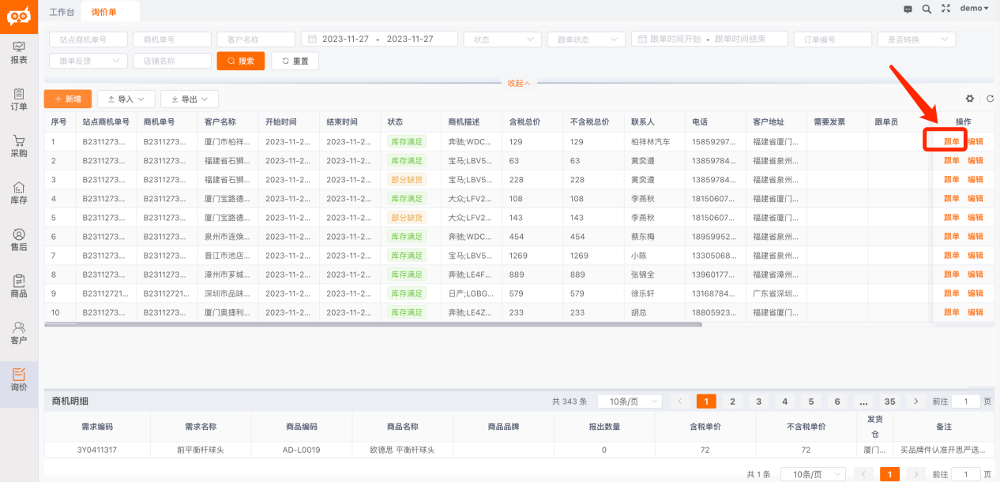 工作台 询价单 demo
站点商机单号 商机单号 客户名称 2023-11-27 - 2023-11-27 状态 跟单状态 跟单时间开始 - 跟单时间结束 订单编号 是否转换
跟单反馈 店铺名称 搜索 重置
收起
+ 新增 导入 导出
序号 站点商机单号 商机单号 客户名称 开始时间 结束时间 状态 商机描述 含税总价 不含税总价 联系人 电话 客户地址 需要发票 跟单员 操作
1 B2311273... B2311273... 厦门市柏祥... 2023-11-2... 2023-11-2... 库存满足 奔驰;WDC... 129 129 柏祥林汽车 15859297... 福建省厦门... 跟单 编辑
2 B2311273... B2311273... 福建省石狮... 2023-11-2... 2023-11-2... 库存满足 宝马;LBV5... 63 63 黄奕遵 13859784... 福建省泉州... 跟单 编辑
3 B2311273... B2311273... 福建省石狮... 2023-11-2... 2023-11-2... 部分缺货 宝马;LBV5... 228 228 黄奕遵 13859784... 福建省泉州... 跟单 编辑
4 B2311273... B2311273... 厦门宝路德... 2023-11-2... 2023-11-2... 库存满足 大众;LFV2... 108 108 李燕秋 18150607... 福建省厦门... 跟单 编辑
5 B2311273... B2311273... 厦门宝路德... 2023-11-2... 2023-11-2... 部分缺货 大众;LFV2... 143 143 李燕秋 18150607... 福建省厦门... 跟单 编辑
6 B2311273... B2311273... 泉州市连焕... 2023-11-2... 2023-11-2... 库存满足 奔驰;WDC... 454 454 蔡东梅 18959952... 福建省泉州... 跟单 编辑
7 B2311273... B2311273... 晋江市池店... 2023-11-2... 2023-11-2... 库存满足 宝马;LBV5... 1269 1269 小陈 13305068... 福建省泉州... 跟单 编辑
8 B2311273... B2311273... 漳州市芗城... 2023-11-2... 2023-11-2... 库存满足 奔驰;LE4F... 889 889 张锦全 13960177... 福建省漳州... 跟单 编辑
9 B23112721... B23112721... 深圳市品昧... 2023-11-2... 2023-11-2... 库存满足 日产;LGBG... 579 579 徐乐轩 13168784... 广东省深圳... 跟单 编辑
10 B2311273... B2311273... 厦门奥捷利... 2023-11-2... 2023-11-2... 库存满足 奔驰;LE4Z... 233 233 胡总 18805923... 福建省厦门... 跟单 编辑
报表
订单
采购
库存
售后
商品
客户
询价
商机明细 共 343 条 10条/页 1 2 3 4 5 6 ... 35 前往 1 页
需求编码 需求名称 商品编码 商品名称 商品品牌 报出数量 含税单价 不含税单价 发货仓 备注
3Y0411317 前平衡杆球头 AD-L0019 欧德思 平衡杆球头 0 72 72 厦门... 买品牌件认准开思严选...
共 1 条 10条/页 1 前往 1 页